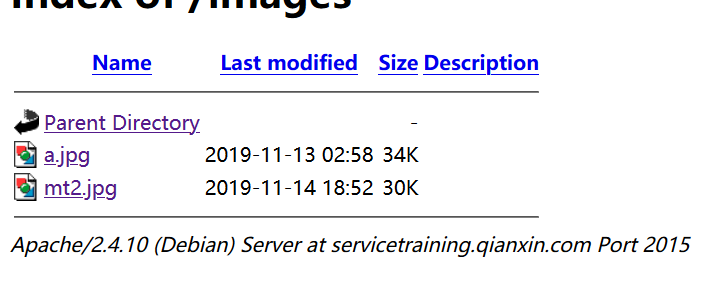 Index of /images
Name Last modified Size Description
Parent Directory -
a.jpg 2019-11-13 02:58 34K
mt2.jpg 2019-11-14 18:52 30K
Apache/2.4.10 (Debian) Server at servicetraining.qianxin.com Port 2015